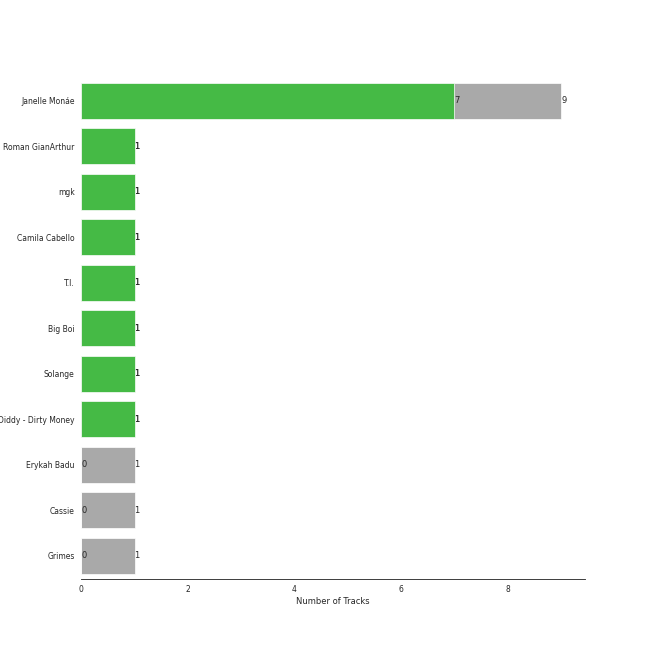 Janelle Monáe 7 9
Roman GianArthur 1
mgk 1
Camila Cabello 1
T.I. 1
Big Boi 1
Solange 1
Diddy - Dirty Money 1
Erykah Badu 0 1
Cassie 0 1
Grimes 0 1
0 2 4 6 8
Number of Tracks